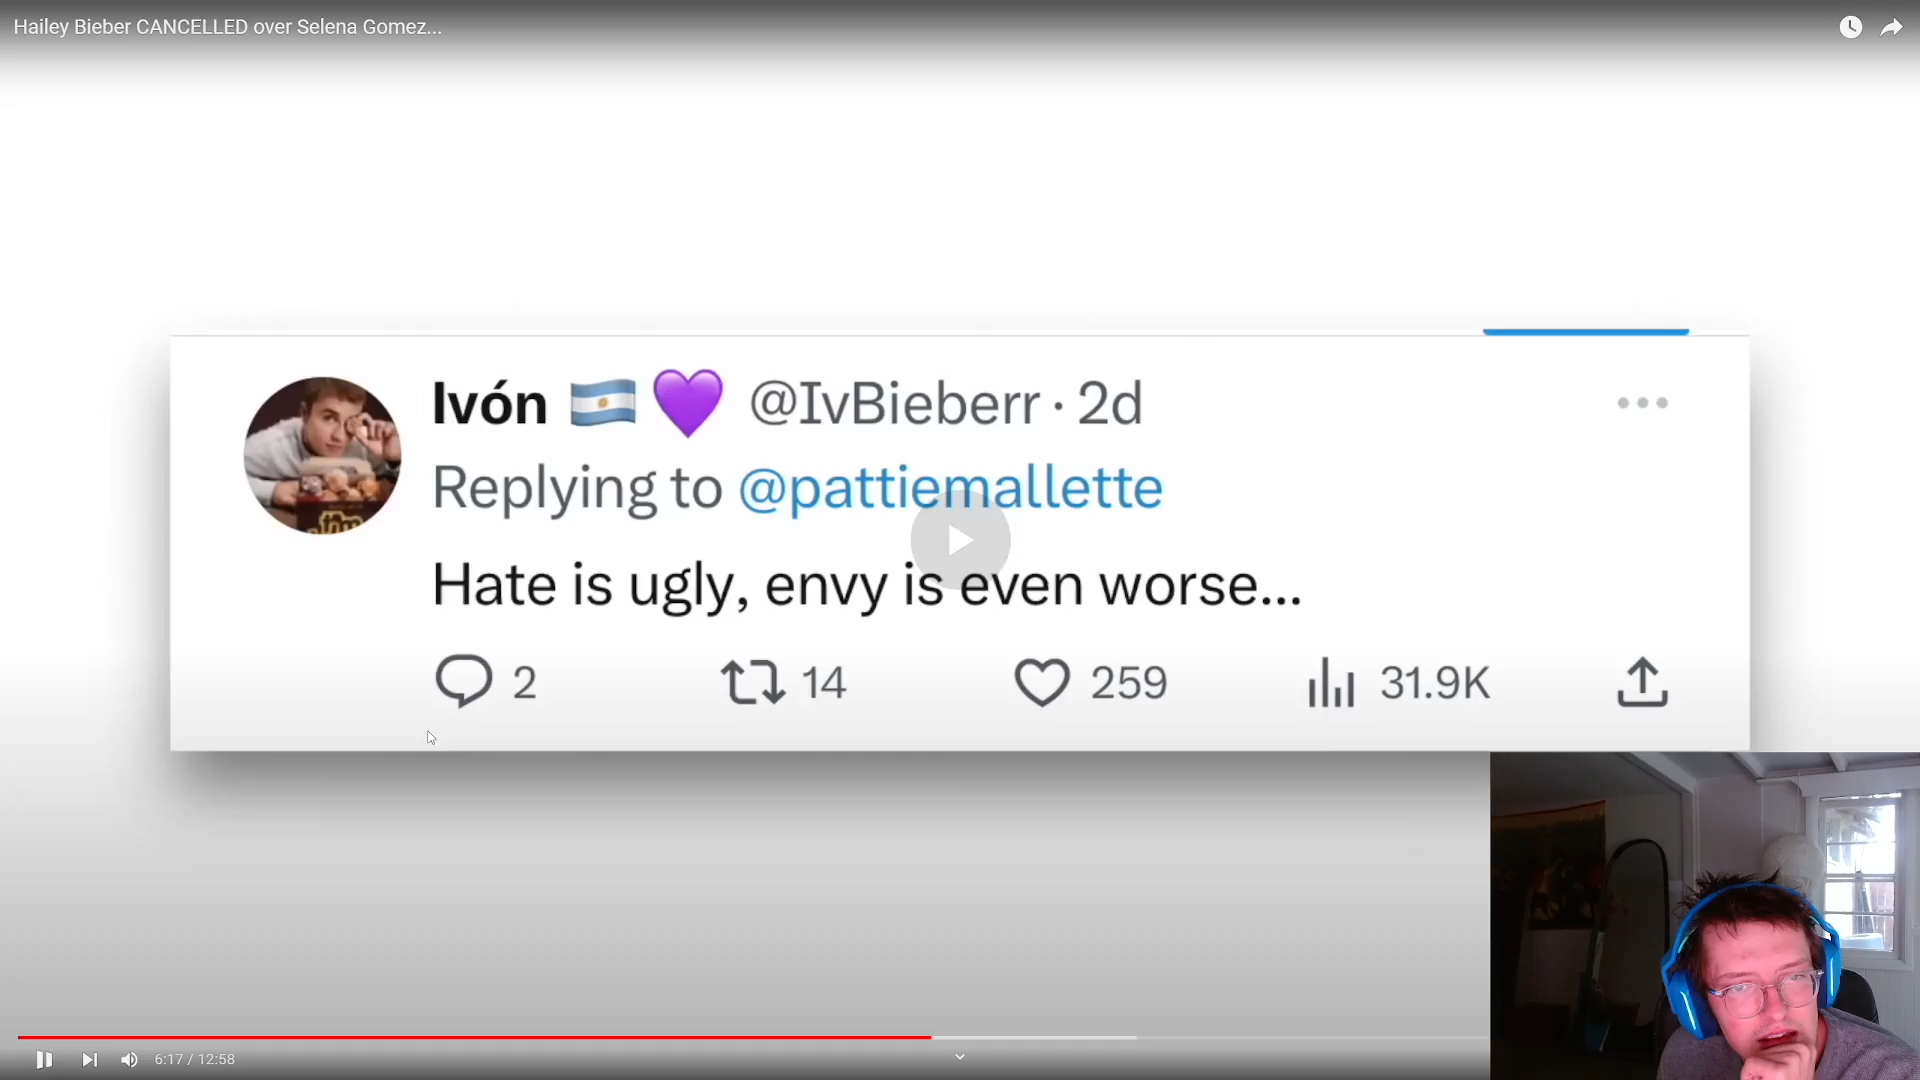 Hailey Bieber CANCELLED over Selena Gomez...
Ivón 🇦🇷 💜 @IvBieberr · 2d
Replying to @pattiemallette
Hate is ugly, envy is even worse...
2 14 259 31.9K
6:17 / 12:58